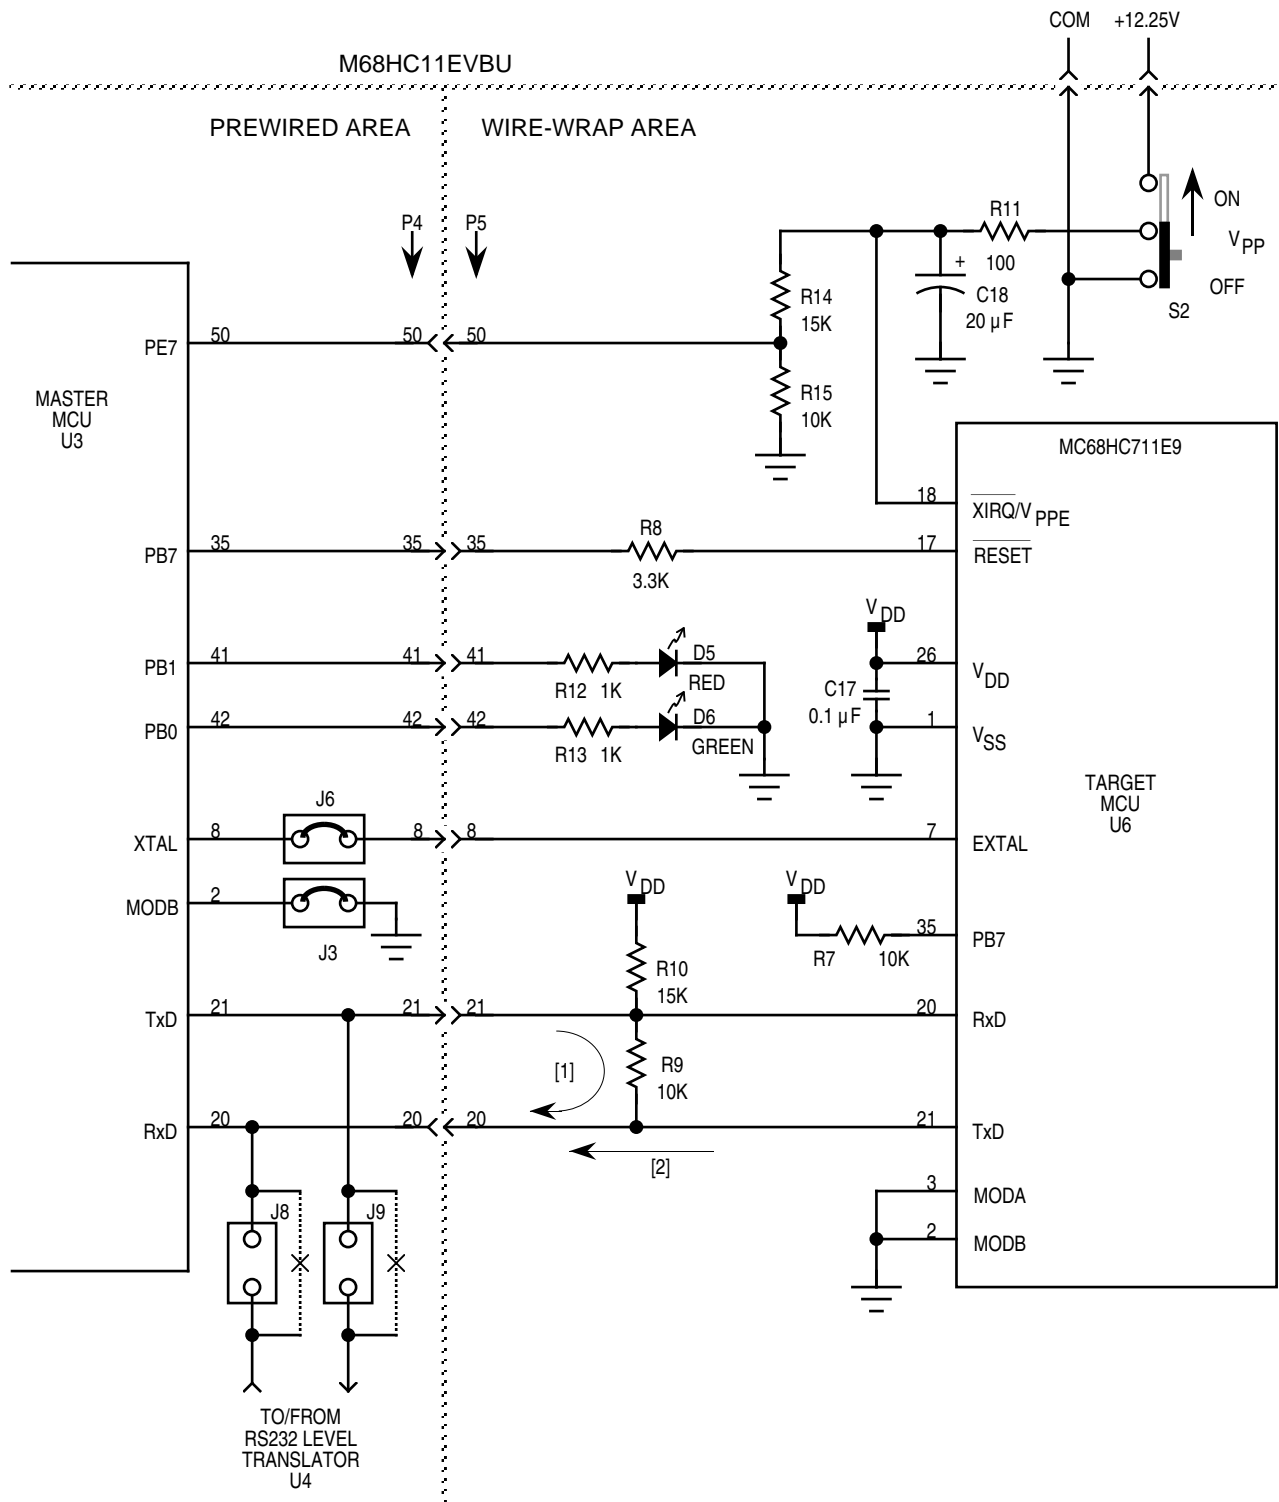 COM +12.25V
M68HC11EVBU
PREWIRED AREA WIRE-WRAP AREA
ON
P4 P5
R11
VPP
100
+
C18
20 µF
OFF
S2
R14
15K
PE7 50 50 50
R15
10K
MASTER
MCU
U3
MC68HC711E9
18 XIRQ/VPPE
R8
PB7 35 35 35 17 RESET
3.3K
VDD
PB1 41 41 41 D5 26 VDD
R12 1K RED
C17
0.1 µF
PB0 42 42 42 D6 1 VSS
R13 1K GREEN
TARGET
MCU
U6
J6
XTAL 8 8 8 7 EXTAL
VDD VDD
MODB 2
J3
35 PB7
R7 10K
R10
15K
TxD 21 21 21 20 RxD
[1]
R9
10K
RxD 20 20 20 21 TxD
[2]
3 MODA
J8 J9
2 MODB
TO/FROM
RS232 LEVEL
TRANSLATOR
U4